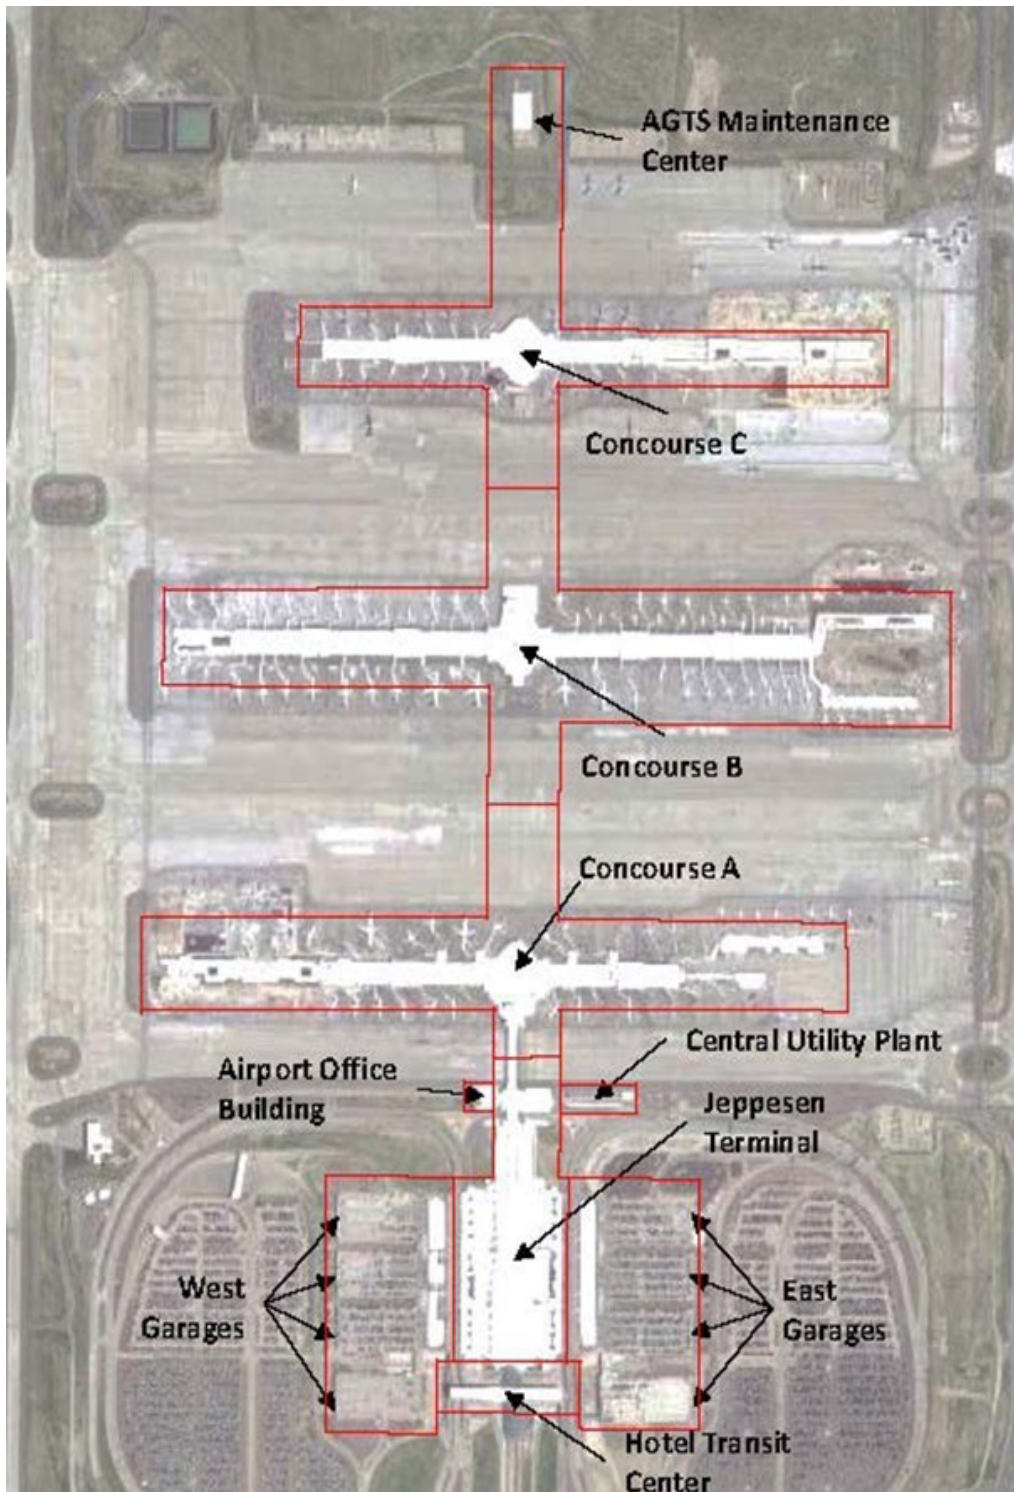 AGTS Maintenance
Center
Concourse C
Concourse B
Concourse A
Central Utility Plant
Airport Office
Building
Jeppesen
Terminal
West
Garages
East
Garages
Hotel Transit
Center